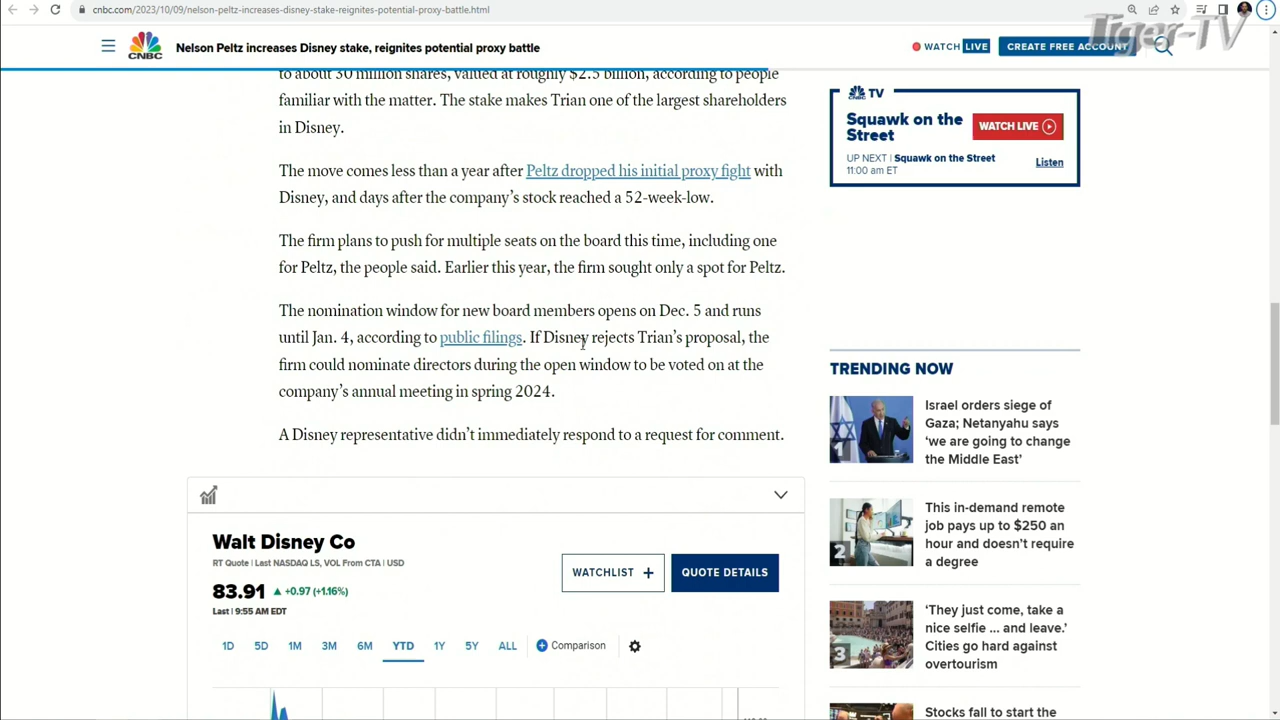 cnbc.com/2023/10/09/nelson-peltz-increases-disney-stake-reignites-potential-proxy-battle.html
Tiger-TV
CNBC
Nelson Peltz increases Disney stake, reignites potential proxy battle
WATCH LIVE
CREATE FREE ACCOUNT
to about 30 million shares, valued at roughly $2.5 billion, according to people
familiar with the matter. The stake makes Trian one of the largest shareholders
in Disney.
The move comes less than a year after Peltz dropped his initial proxy fight with
Disney, and days after the company’s stock reached a 52-week-low.
The firm plans to push for multiple seats on the board this time, including one
for Peltz, the people said. Earlier this year, the firm sought only a spot for Peltz.
The nomination window for new board members opens on Dec. 5 and runs
until Jan. 4, according to public filings. If Disney rejects Trian’s proposal, the
firm could nominate directors during the open window to be voted on at the
company’s annual meeting in spring 2024.
A Disney representative didn’t immediately respond to a request for comment.
Walt Disney Co
RT Quote | Last NASDAQ LS, VOL From CTA | USD
83.91 +0.97 (+1.16%)
Last | 9:55 AM EDT
WATCHLIST +
QUOTE DETAILS
1D 5D 1M 3M 6M YTD 1Y 5Y ALL Comparison
TV
Squawk on the
Street
WATCH LIVE
UP NEXT | Squawk on the Street
11:00 am ET
Listen
TRENDING NOW
1
Israel orders siege of
Gaza; Netanyahu says
‘we are going to change
the Middle East’
2
This in-demand remote
job pays up to $250 an
hour and doesn’t require
a degree
3
‘They just come, take a
nice selfie ... and leave.’
Cities go hard against
overtourism
Stocks fall to start the